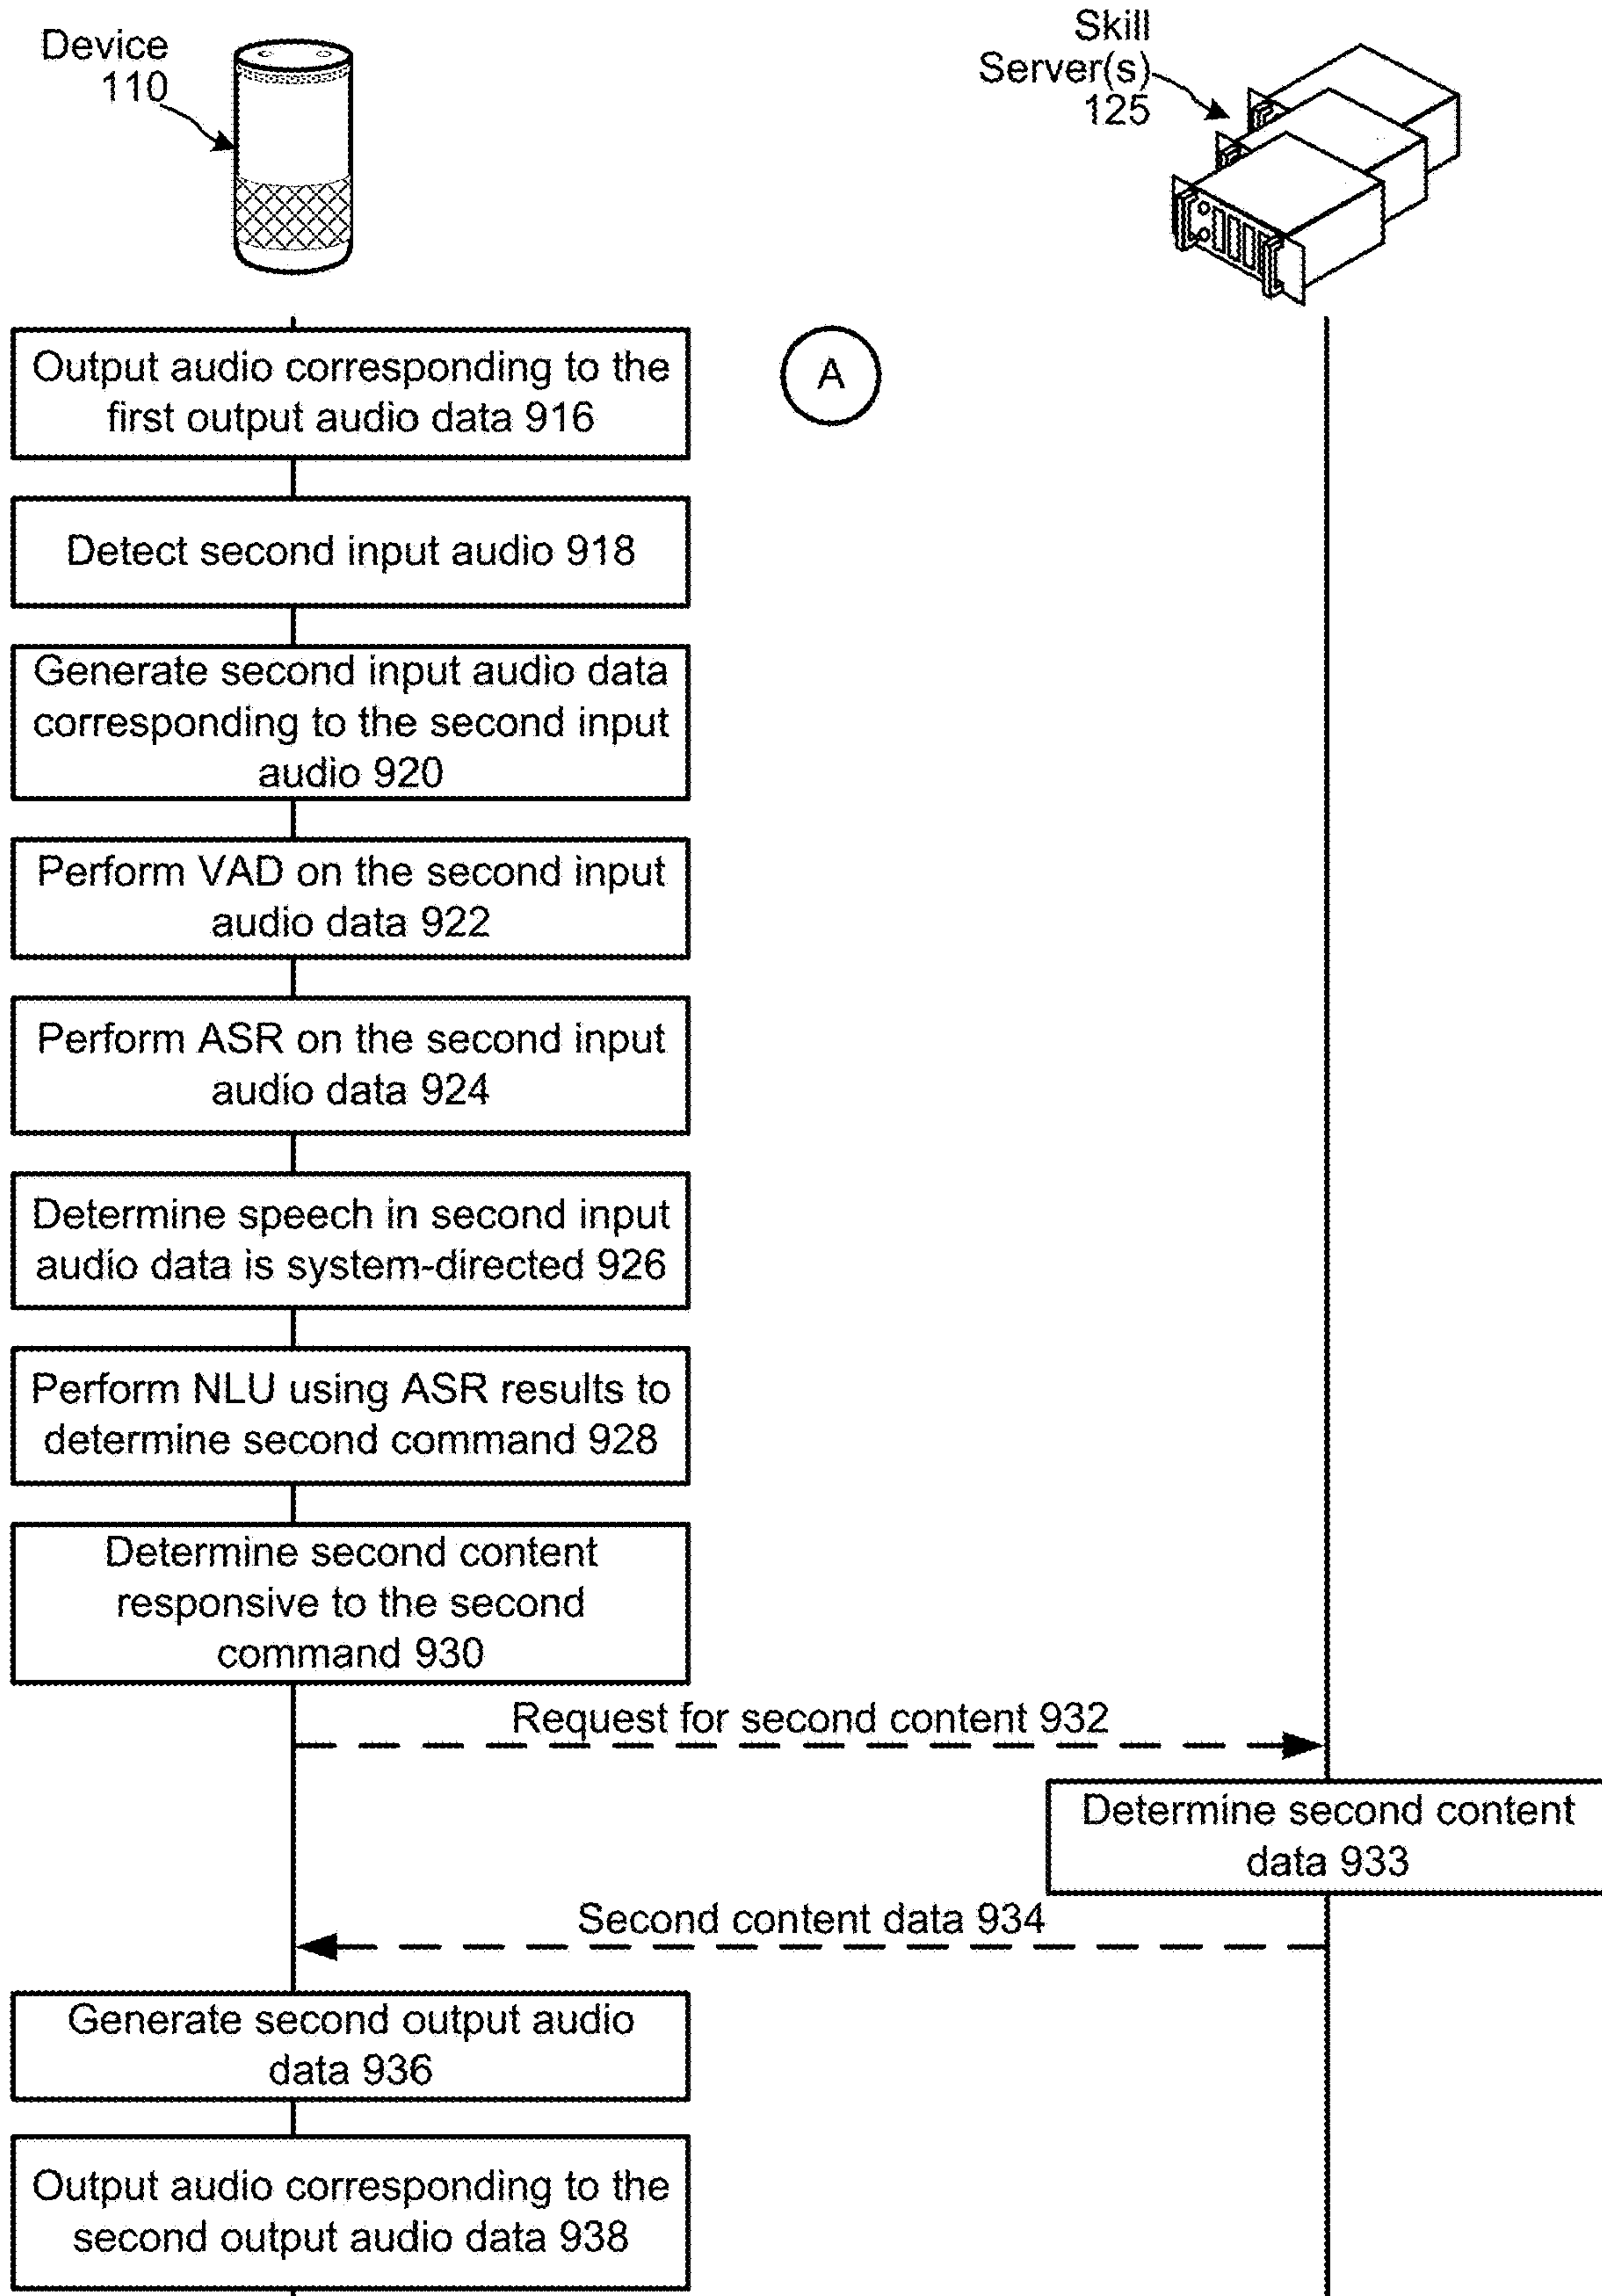 Device
110
Skill
Server(s)
125
Output audio corresponding to the
first output audio data 916
A
Detect second input audio 918
Generate second input audio data
corresponding to the second input
audio 920
Perform VAD on the second input
audio data 922
Perform ASR on the second input
audio data 924
Determine speech in second input
audio data is system-directed 926
Perform NLU using ASR results to
determine second command 928
Determine second content
responsive to the second
command 930
Request for second content 932
Determine second content
data 933
Second content data 934
Generate second output audio
data 936
Output audio corresponding to the
second output audio data 938